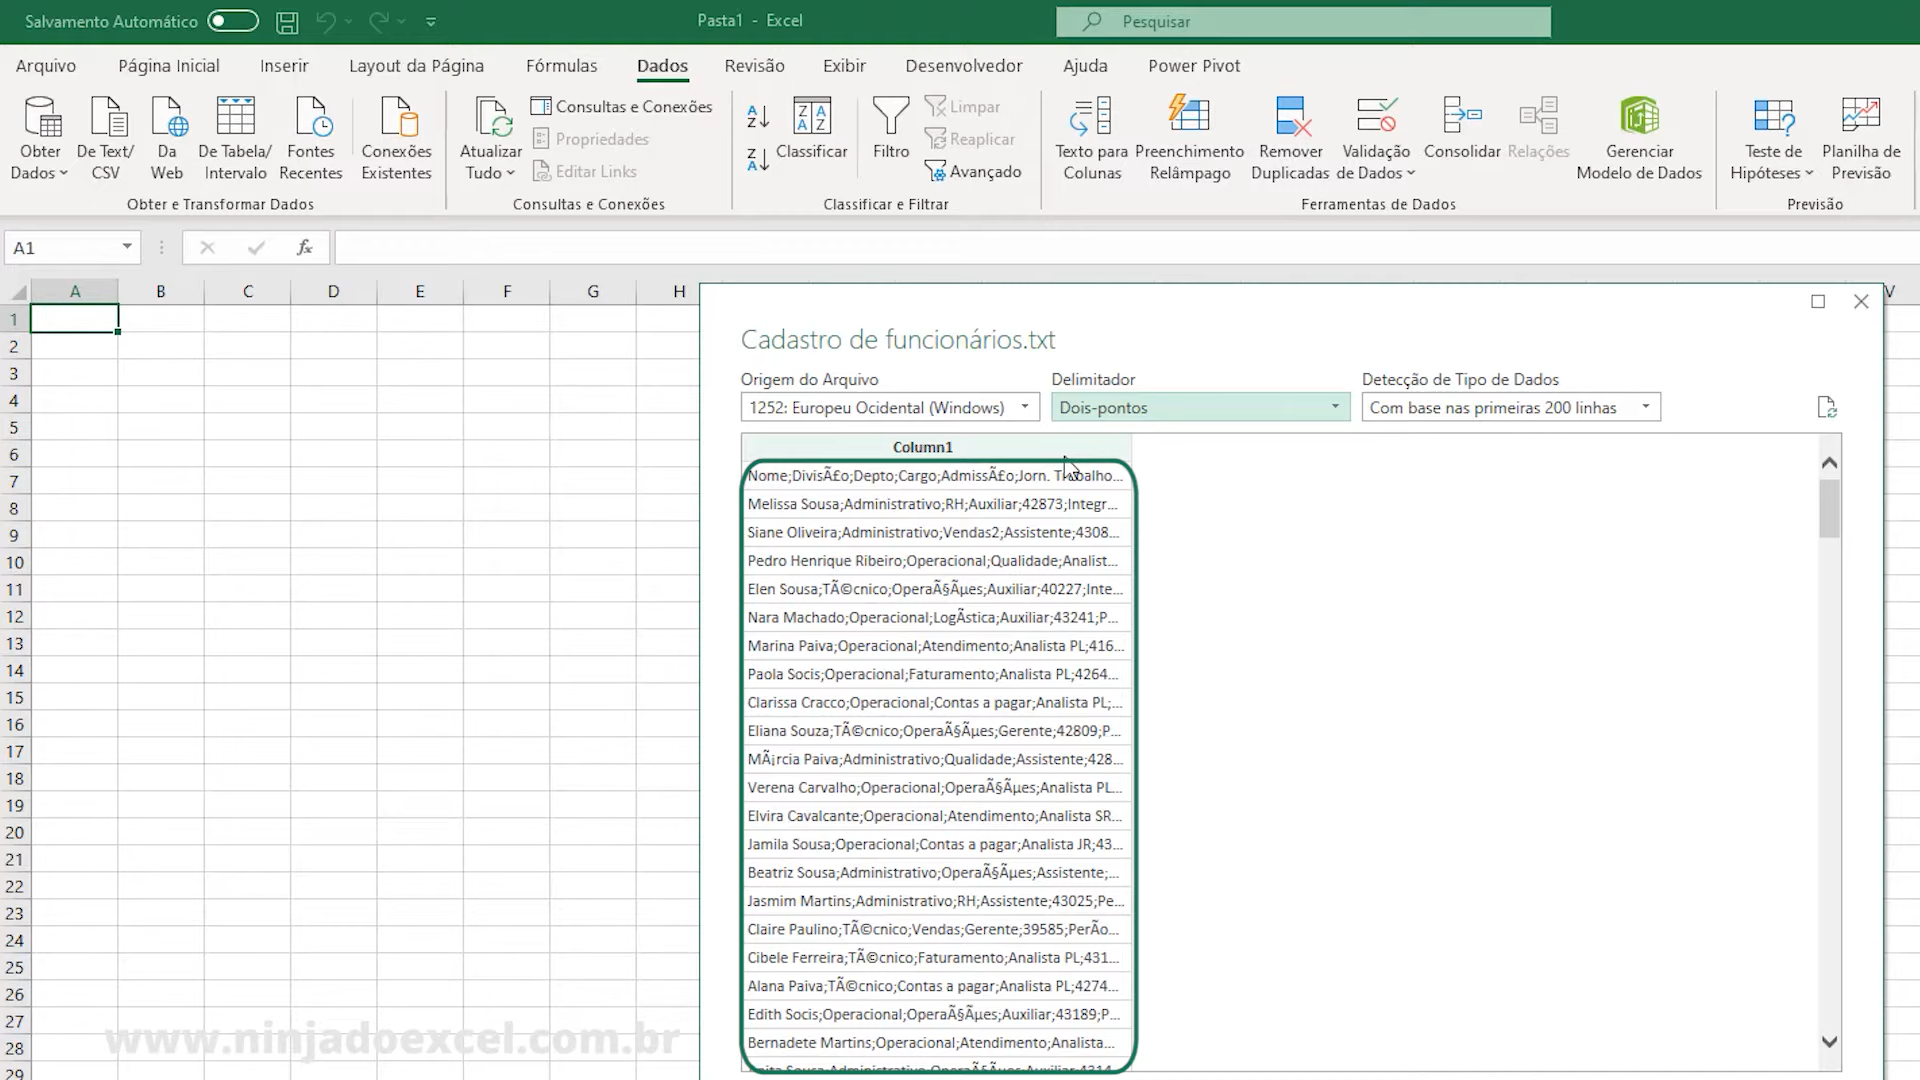 Salvamento Automático
Pasta1 - Excel
Pesquisar
Arquivo Página Inicial Inserir Layout da Página Fórmulas Dados Revisão Exibir Desenvolvedor Ajuda Power Pivot
Obter Dados
De Text/ CSV
Da Web
De Tabela/ Intervalo
Fontes Recentes
Conexões Existentes
Obter e Transformar Dados
Atualizar Tudo
Consultas e Conexões
Propriedades
Editar Links
Consultas e Conexões
Classificar
Filtro
Limpar
Reaplicar
Avançado
Classificar e Filtrar
Texto para Colunas
Preenchimento Relâmpago
Remover Duplicadas
Validação de Dados
Consolidar
Relações
Gerenciar Modelo de Dados
Ferramentas de Dados
Teste de Hipóteses
Planilha de Previsão
Previsão
A1
fx
A B C D E F G H V
1
2
3
4
5
6
7
8
9
10
11
12
13
14
15
16
17
18
19
20
21
22
23
24
25
26
27
28
29
Cadastro de funcionários.txt
Origem do Arquivo
1252: Europeu Ocidental (Windows)
Delimitador
Dois-pontos
Detecção de Tipo de Dados
Com base nas primeiras 200 linhas
Column1
Nome;DivisÃ£o;Depto;Cargo;AdmissÃ£o;Jorn. Trabalho...
Melissa Sousa;Administrativo;RH;Auxiliar;42873;Integr...
Siane Oliveira;Administrativo;Vendas2;Assistente;4308...
Pedro Henrique Ribeiro;Operacional;Qualidade;Analist...
Elen Sousa;TÃ©cnico;OperaÃ§Ãµes;Auxiliar;40227;Inte...
Nara Machado;Operacional;LogÃstica;Auxiliar;43241;P...
Marina Paiva;Operacional;Atendimento;Analista PL;416...
Paola Socis;Operacional;Faturamento;Analista PL;4264...
Clarissa Cracco;Operacional;Contas a pagar;Analista PL;...
Eliana Souza;TÃ©cnico;OperaÃ§Ãµes;Gerente;42809;P...
MÃ¡rcia Paiva;Administrativo;Qualidade;Assistente;428...
Verena Carvalho;Operacional;OperaÃ§Ãµes;Analista PL...
Elvira Cavalcante;Operacional;Atendimento;Analista SR...
Jamila Sousa;Operacional;Contas a pagar;Analista JR;43...
Beatriz Sousa;Administrativo;OperaÃ§Ãµes;Assistente;...
Jasmim Martins;Administrativo;RH;Assistente;43025;Pe...
Claire Paulino;TÃ©cnico;Vendas;Gerente;39585;PerÃo...
Cibele Ferreira;TÃ©cnico;Faturamento;Analista PL;431...
Alana Paiva;TÃ©cnico;Contas a pagar;Analista PL;4274...
Edith Socis;Operacional;OperaÃ§Ãµes;Auxiliar;43189;P...
Bernadete Martins;Operacional;Atendimento;Analista...
www.ninjadoexcel.com.br